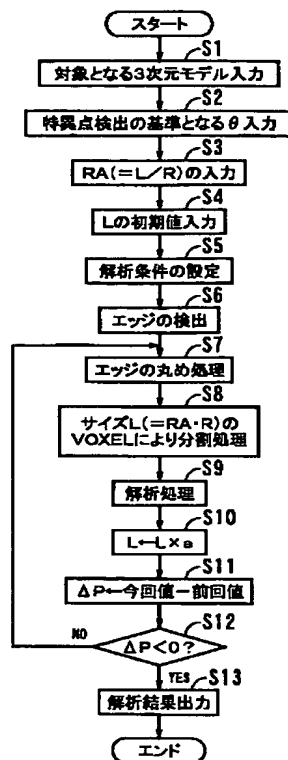 スタート
S1
対象となる3次元モデル入力
S2
特異点検出の基準となるθ入力
S3
RA(=L/R)の入力
S4
Lの初期値入力
S5
解析条件の設定
S6
エッジの検出
S7
エッジの丸め処理
S8
サイズL(=RA・R)の
VOXELにより分割処理
S9
解析処理
S10
L←L×a
S11
ΔP←今回値-前回値
S12
ΔP<0?
NO
YES
S13
解析結果出力
エンド